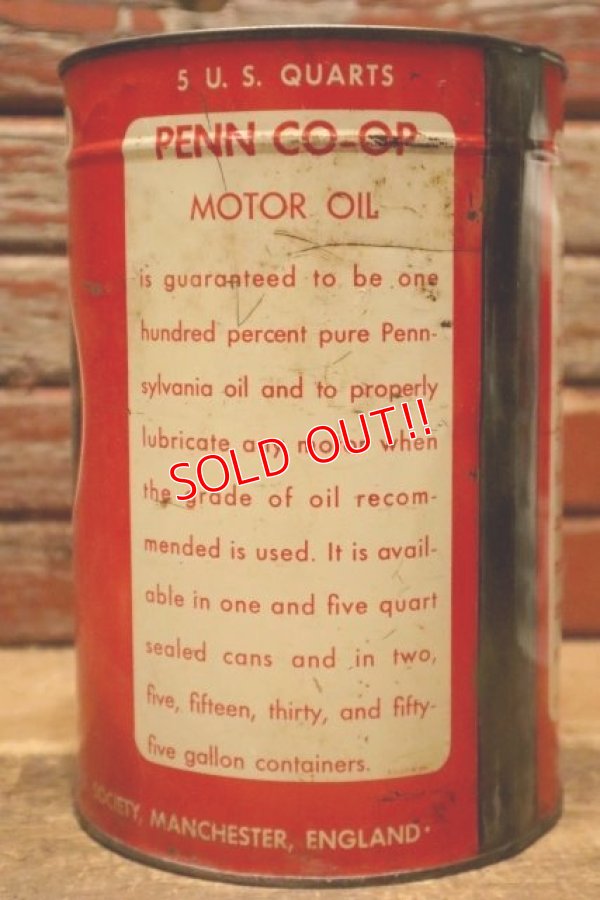 5 U. S. QUARTS
PENN CO-OP
MOTOR OIL
is guaranteed to be one
hundred percent pure Penn-
sylvania oil and to properly
lubricate any motor when
the grade of oil recom-
mended is used. It is avail-
able in one and five quart
sealed cans and in two,
five, fifteen, thirty, and fifty-
five gallon containers.
SOCIETY, MANCHESTER, ENGLAND
SOLD OUT!!